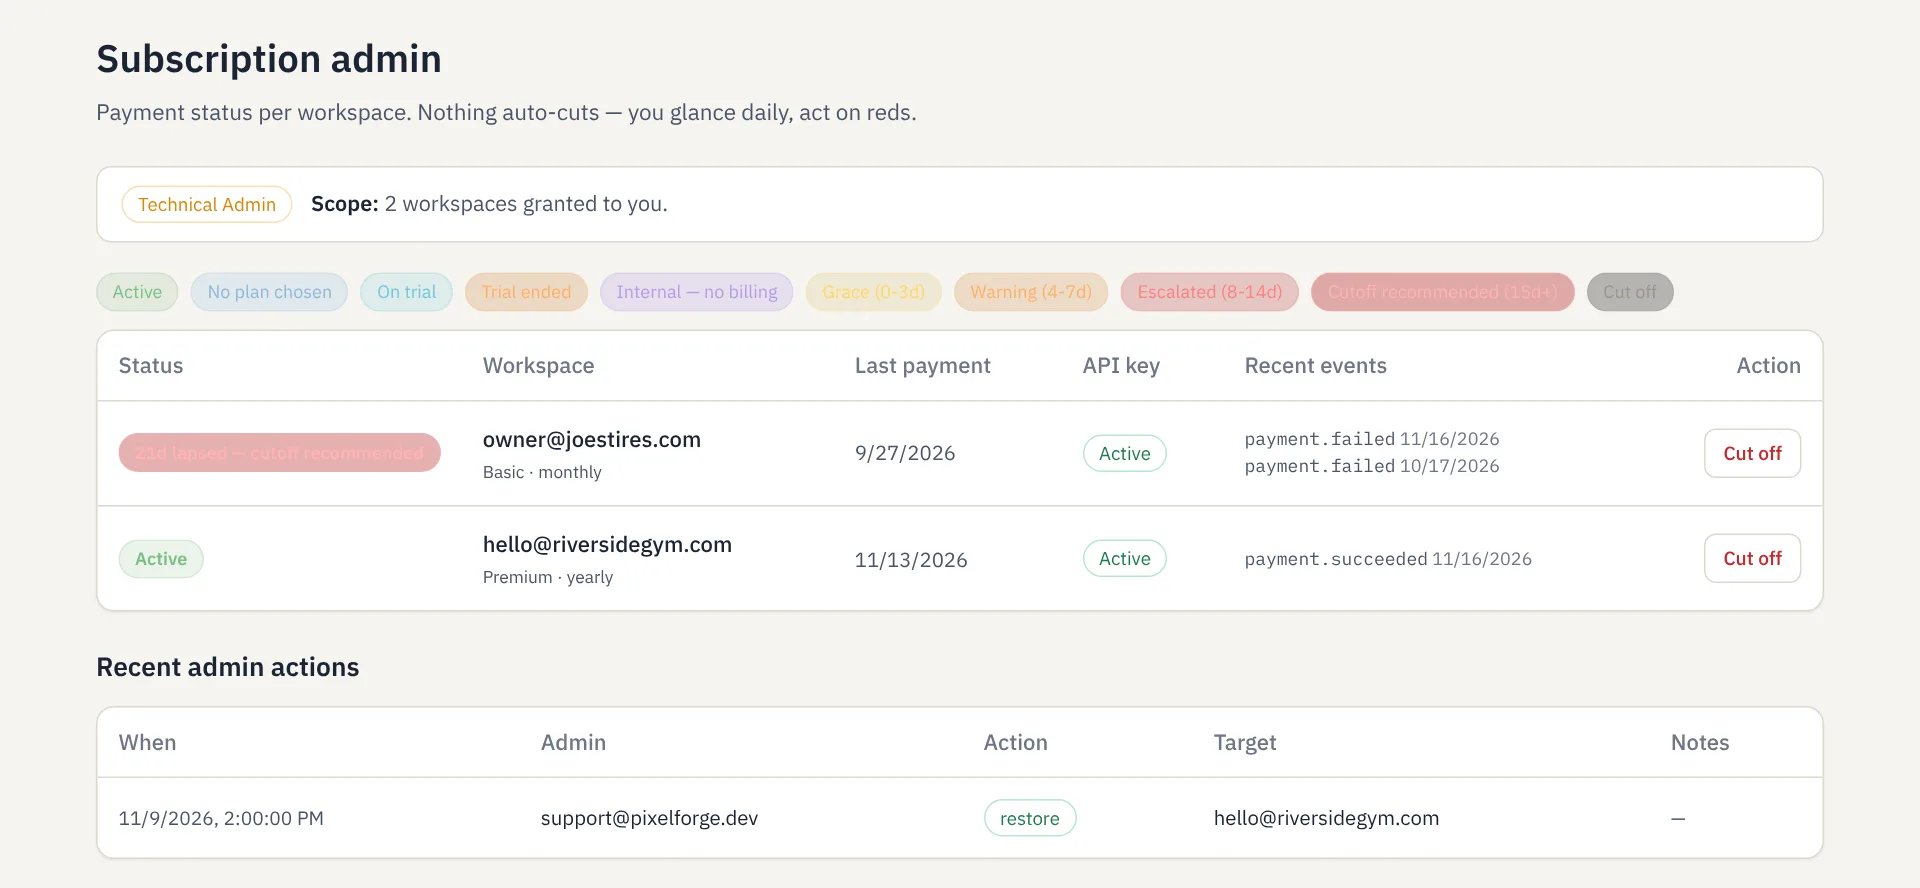 Subscription admin
Payment status per workspace. Nothing auto-cuts — you glance daily, act on reds.
Technical Admin Scope: 2 workspaces granted to you.
Active No plan chosen On trial Trial ended Internal — no billing Grace (0-3d) Warning (4-7d) Escalated (8-14d) Cutoff recommended (15d+) Cut off
Status Workspace Last payment API key Recent events Action
21d lapsed — cutoff recommended owner@joestires.com Basic · monthly 9/27/2026 Active payment.failed 11/16/2026 payment.failed 10/17/2026 Cut off
Active hello@riversidegym.com Premium · yearly 11/13/2026 Active payment.succeeded 11/16/2026 Cut off
Recent admin actions
When Admin Action Target Notes
11/9/2026, 2:00:00 PM support@pixelforge.dev restore hello@riversidegym.com —